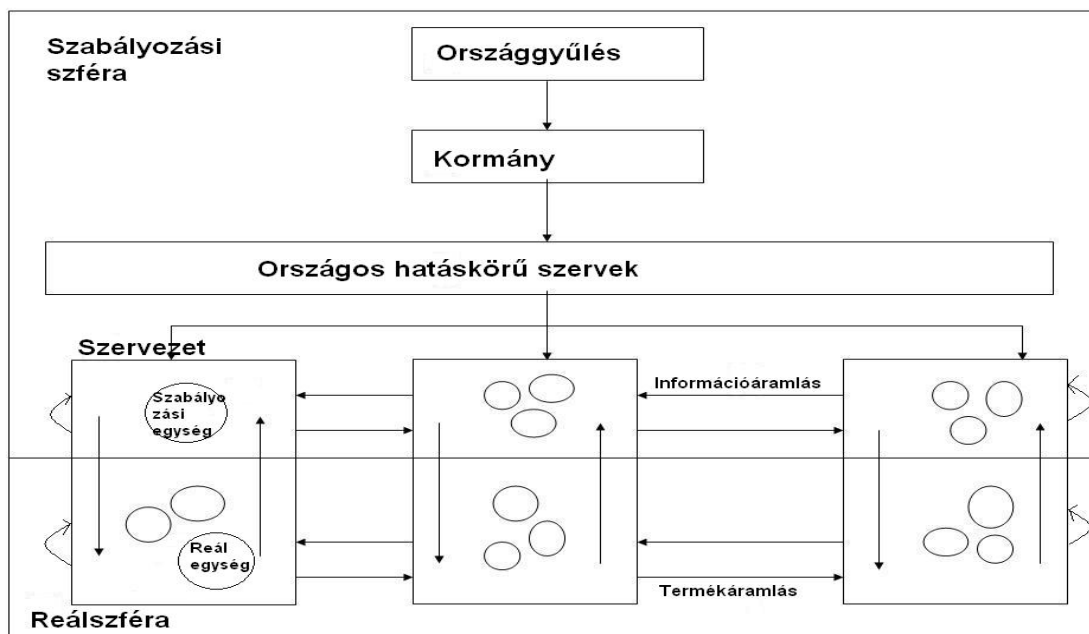 Szabályozási
szféra
Országgyűlés
Kormány
Országos hatáskörű szervek
Szervezet
Szabályo
zási
egység
Információáramlás
Reál
egység
Termékáramlás
Reálszféra